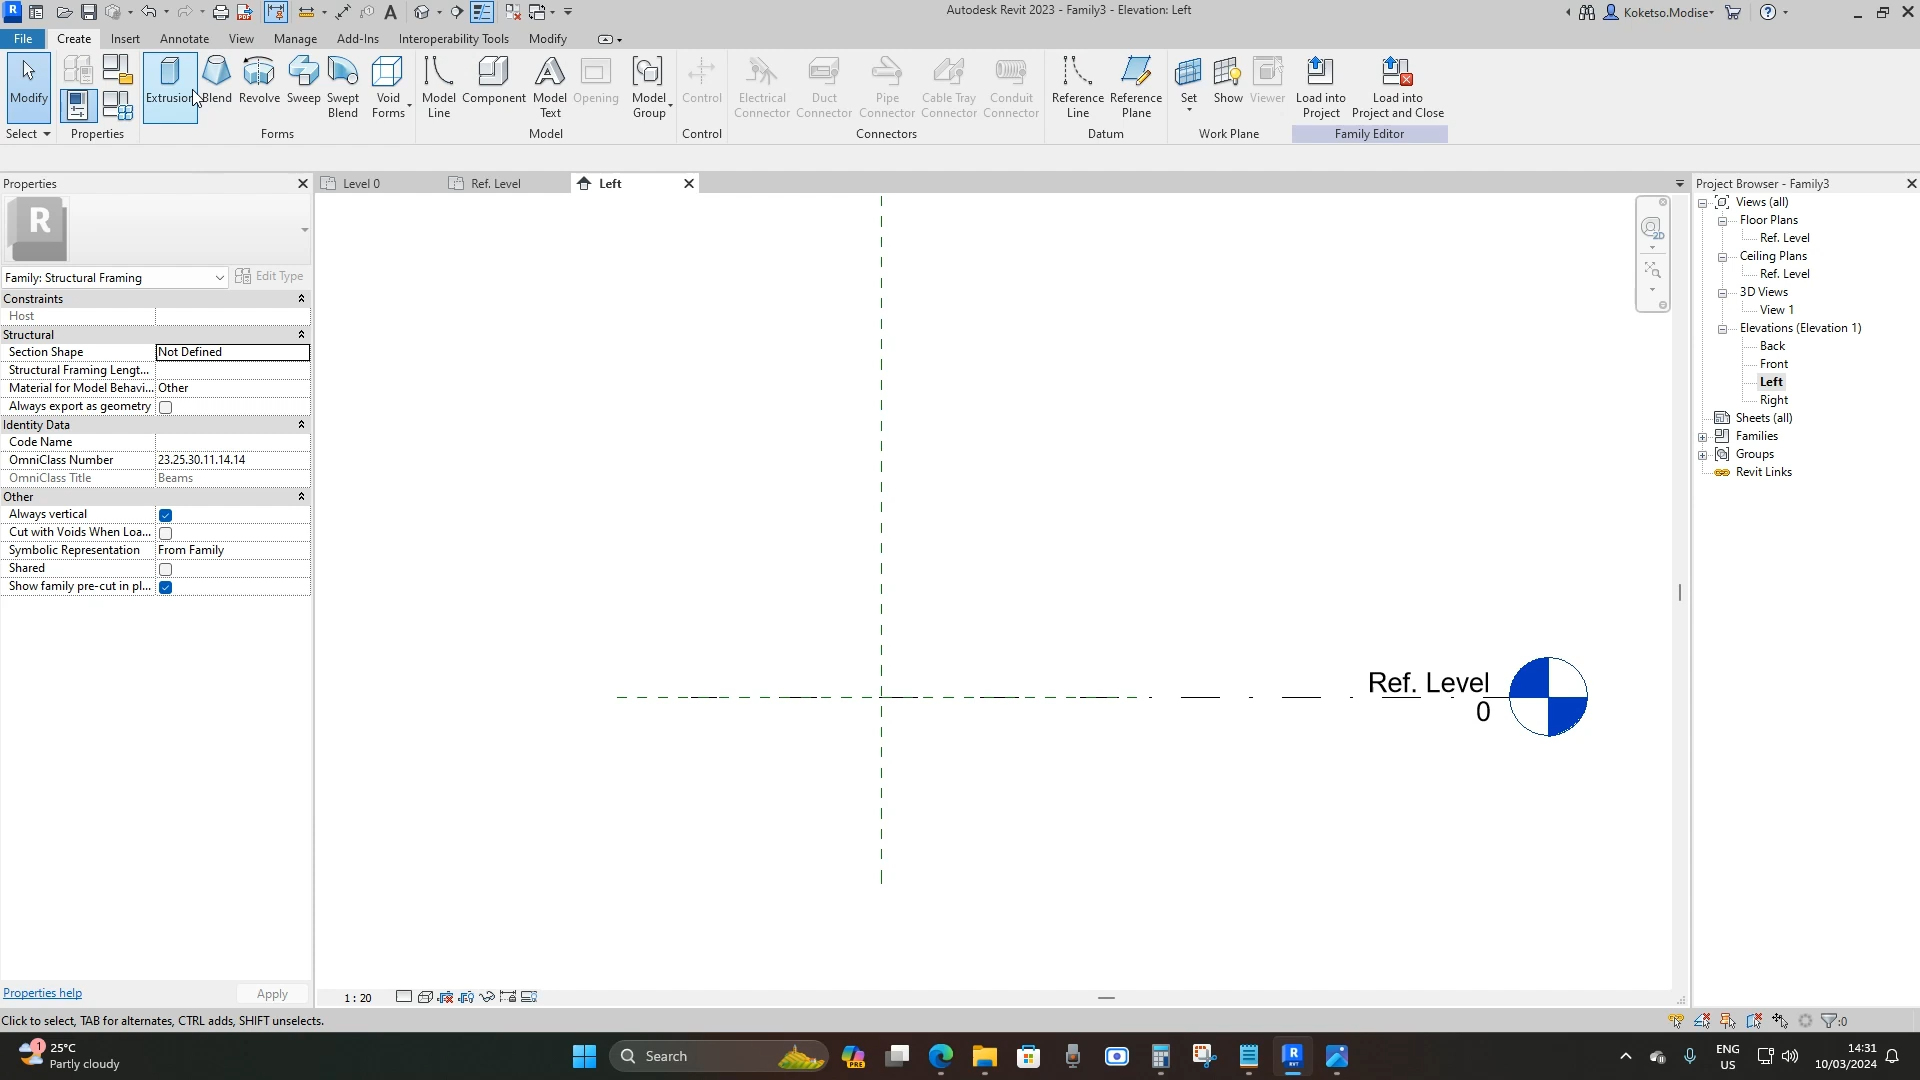 Autodesk Revit 2023 - Family3 - Elevation: Left
Koketso.Modise
File Create Insert Annotate View Manage Add-Ins Interoperability Tools Modify
Modify
Extrusion
Blend
Revolve
Sweep
Swept Blend
Void Forms
Model Line
Component
Model Text
Opening
Model Group
Control
Electrical Connector
Duct Connector
Pipe Connector
Cable Tray Connector
Conduit Connector
Reference Line
Reference Plane
Set
Show
Viewer
Load into Project
Load into Project and Close
Select
Properties
Forms
Model
Control
Connectors
Datum
Work Plane
Family Editor
Properties
Level 0
Ref. Level
Left
Project Browser - Family3
R
Family: Structural Framing
Edit Type
Constraints
Host
Structural
Section Shape Not Defined
Structural Framing Lengt...
Material for Model Behavi... Other
Always export as geometry
Identity Data
Code Name
OmniClass Number 23.25.30.11.14.14
OmniClass Title Beams
Other
Always vertical
Cut with Voids When Loa...
Symbolic Representation From Family
Shared
Show family pre-cut in pl...
Properties help
Apply
2D
Ref. Level
0
Views (all)
Floor Plans
Ref. Level
Ceiling Plans
Ref. Level
3D Views
View 1
Elevations (Elevation 1)
Back
Front
Left
Right
Sheets (all)
Families
Groups
Revit Links
1 : 20
Click to select, TAB for alternates, CTRL adds, SHIFT unselects.
:0
1
25°C
Partly cloudy
Search
PRE
R
RVT
ENG
US
14:31
10/03/2024